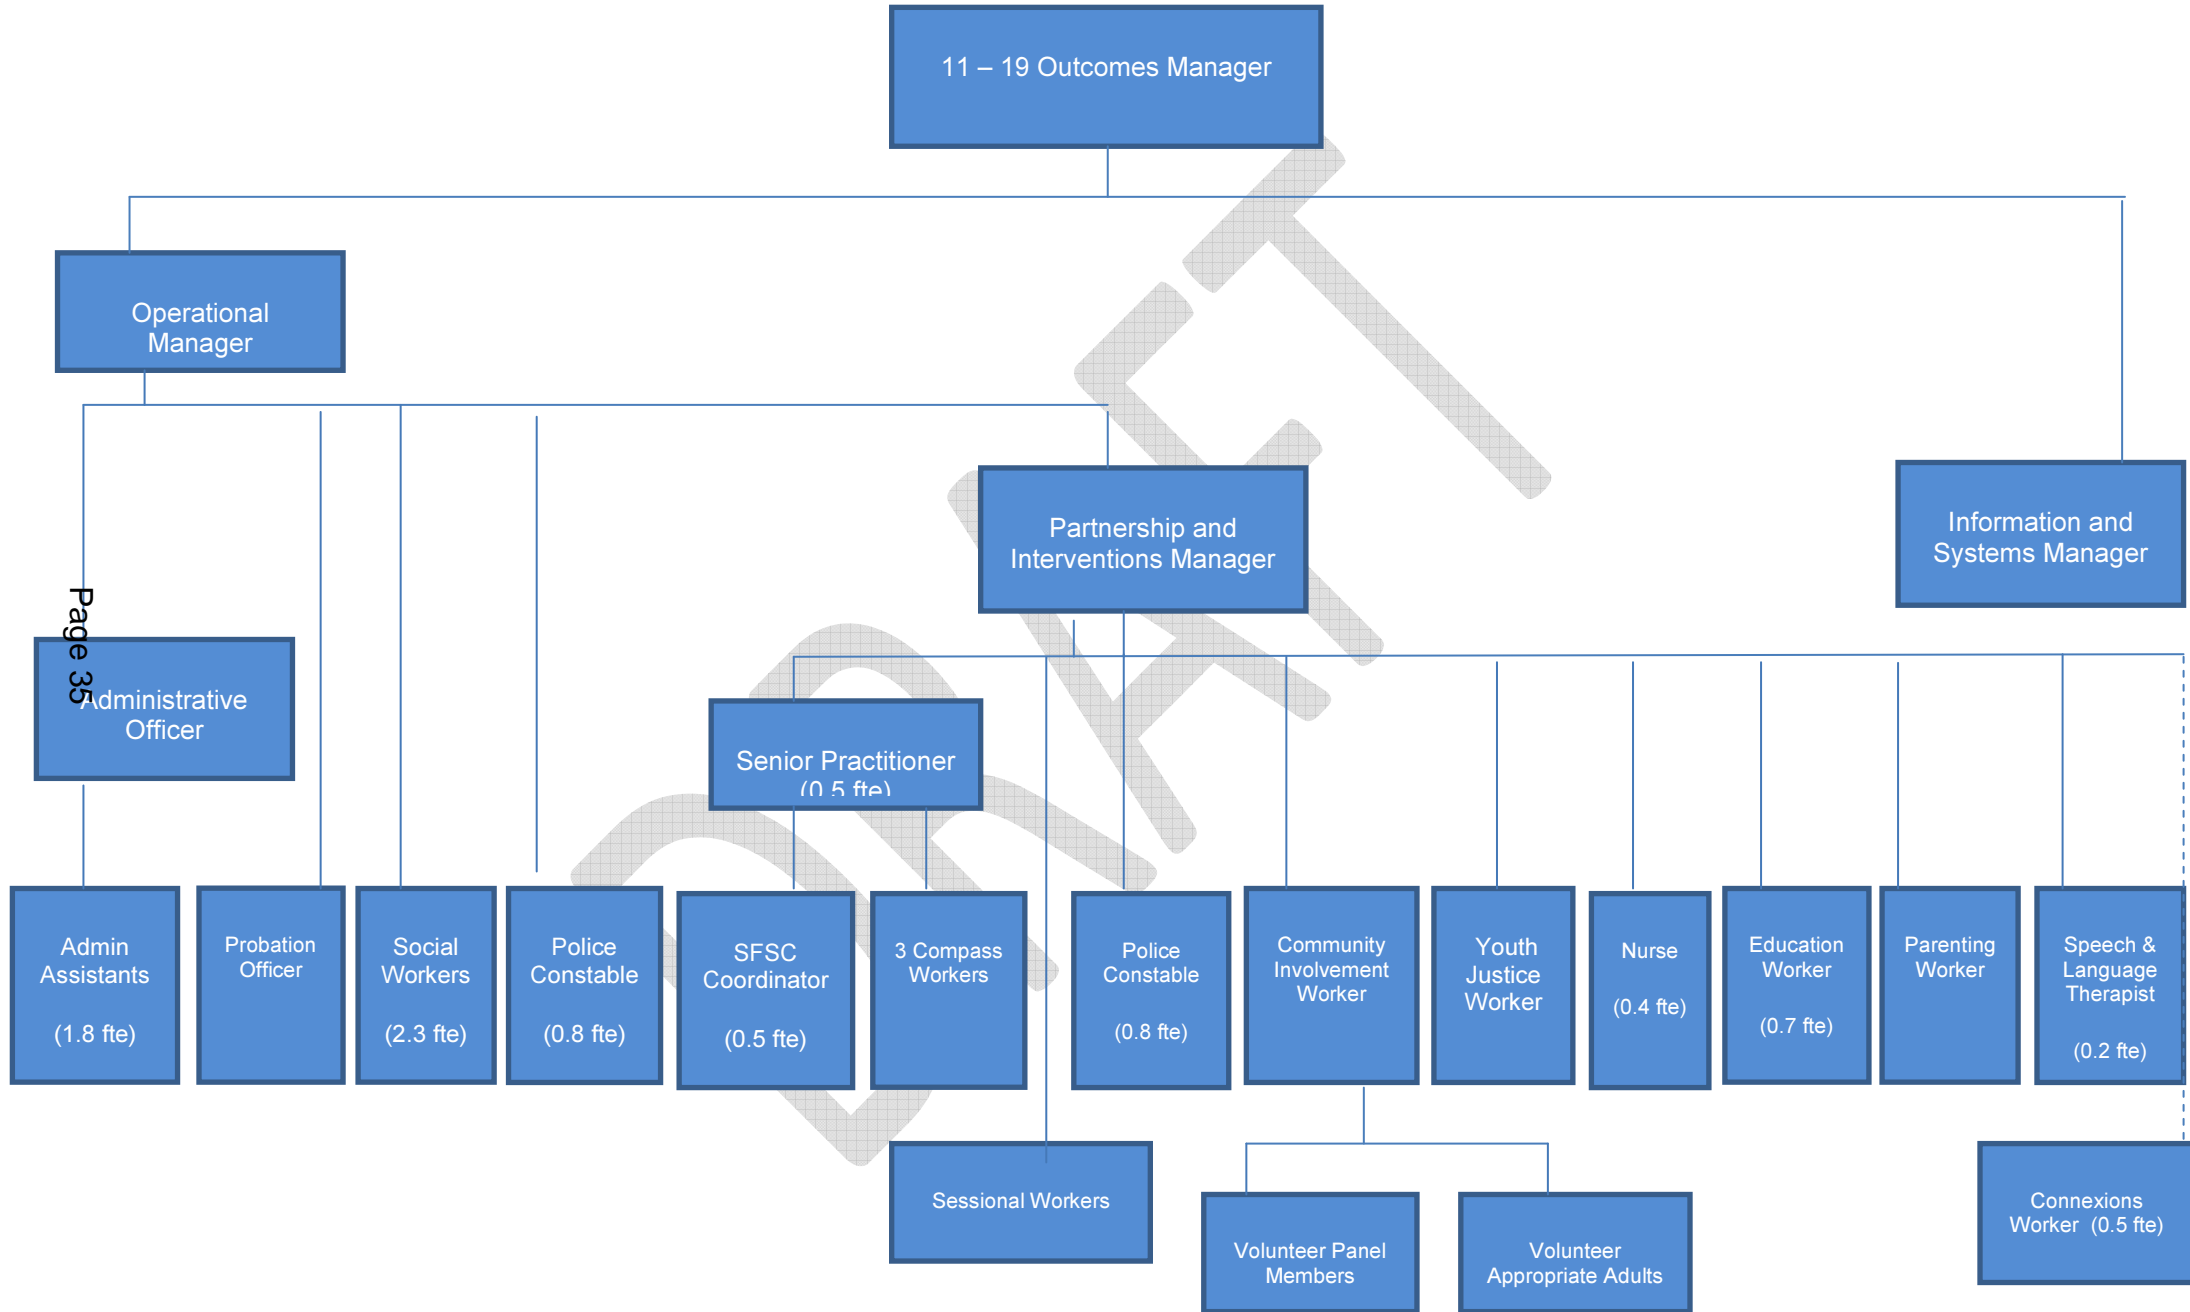 11 – 19 Outcomes Manager
Operational
Manager
Partnership and
Interventions Manager
Information and
Systems Manager
Page 35
Administrative
Officer
Senior Practitioner
(0.5 fte)
Admin
Assistants
(1.8 fte)
Probation
Officer
Social
Workers
(2.3 fte)
Police
Constable
(0.8 fte)
SFSC
Coordinator
(0.5 fte)
3 Compass
Workers
Police
Constable
(0.8 fte)
Community
Involvement
Worker
Youth
Justice
Worker
Nurse
(0.4 fte)
Education
Worker
(0.7 fte)
Parenting
Worker
Speech &
Language
Therapist
(0.2 fte)
Sessional Workers
Volunteer Panel
Members
Volunteer
Appropriate Adults
Connexions
Worker (0.5 fte)
DRAFT